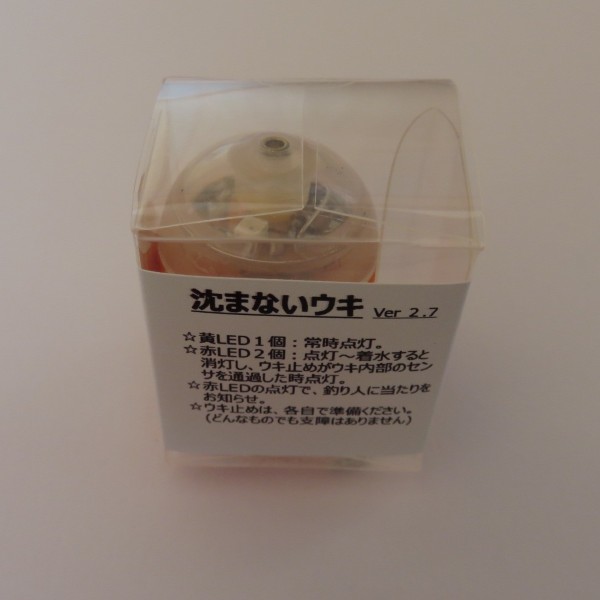 沈まないウキ Ver 2.7
☆黄LED1個：常時点灯。
☆赤LED2個：点灯～着水すると
消灯し、ウキ止めがウキ内部のセン
サを通過した時点灯。
☆赤LEDの点灯で、釣り人に当たりを
お知らせ。
☆ウキ止めは、各自で準備ください。
（どんなものでも支障はありません）